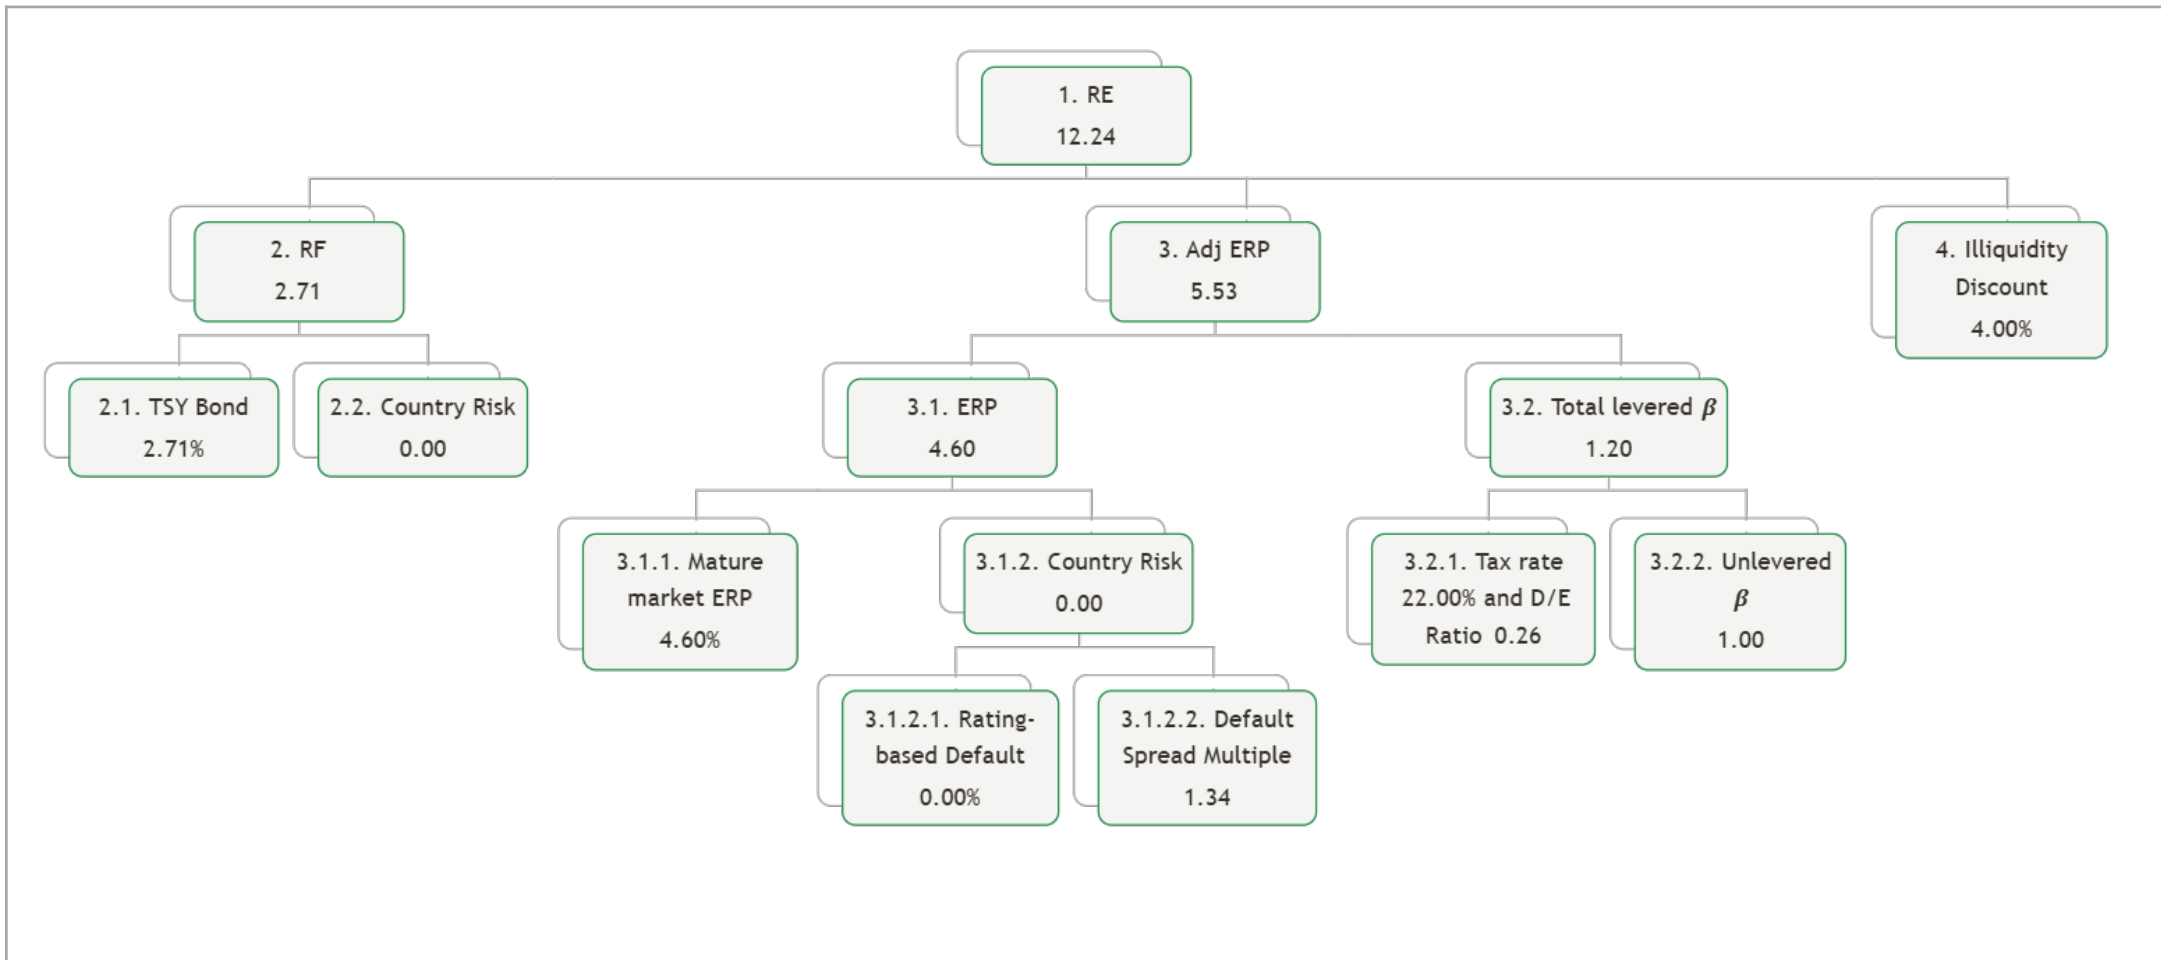 1. RE
12.24
2. RF
2.71
3. Adj ERP
5.53
4. Illiquidity
Discount
4.00%
2.1. TSY Bond
2.71%
2.2. Country Risk
0.00
3.1. ERP
4.60
3.2. Total levered β
1.20
3.1.1. Mature
market ERP
4.60%
3.1.2. Country Risk
0.00
3.2.1. Tax rate
22.00% and D/E
Ratio 0.26
3.2.2. Unlevered
β
1.00
3.1.2.1. Rating-
based Default
0.00%
3.1.2.2. Default
Spread Multiple
1.34